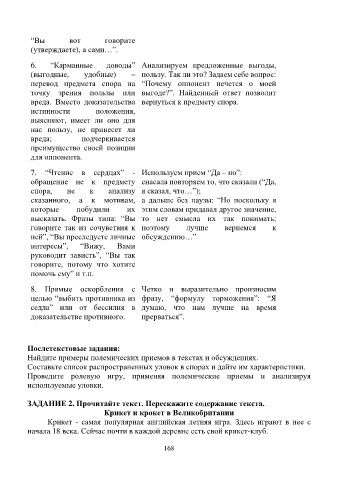 “Вы вот говорите
(утверждаете), а сами…”.
6. “Карманные доводы”
(выгодные, удобные) –
перевод предмета спора на
точку зрения пользы или
вреда. Вместо доказательства
истинности положения,
выясняют, имеет ли оно для
нас пользу, не принесет ли
вреда; подчеркивается
преимущество своей позиции
для оппонента.
Анализируем предложенные выгоды,
пользу. Так ли это? Задаем себе вопрос:
“Почему оппонент печется о моей
выгоде?”. Найденный ответ позволит
вернуться к предмету спора.
7. “Чтение в сердцах” -
обращение не к предмету
спора, не к анализу
сказанного, а к мотивам,
которые побудили их
высказать. Фразы типа: “Вы
говорите так из сочувствия к
ней”, “Вы преследуете личные
интересы”, “Вижу, Вами
руководит зависть”, “Вы так
говорите, потому что хотите
помочь ему” и т.п.
Используем прием “Да – но”:
сначала повторяем то, что сказали (“Да,
я сказал, что…”);
а дальше без паузы: “Но поскольку я
этим словам придавал другое значение,
то нет смысла их так понимать;
поэтому лучше вернемся к
обсуждению…”
8. Прямые оскорбления с
целью “выбить противника из
седла” или от бессилия в
доказательстве противного.
Четко и выразительно произносим
фразу, “формулу торможения”: “Я
думаю, что нам лучше на время
прерваться”.
Послетекстовые задания:
Найдите примеры полемических приемов в текстах и обсуждениях.
Составьте список распространенных уловок в спорах и дайте им характеристики.
Проведите ролевую игру, применяя полемические приемы и анализируя
используемые уловки.
ЗАДАНИЕ 2. Прочитайте текст. Перескажите содержание текста.
Крикет и крокет в Великобритании
Крикет - самая популярная английская летняя игра. Здесь играют в нее с
начала 18 века. Сейчас почти в каждой деревне есть свой крикет-клуб.
168